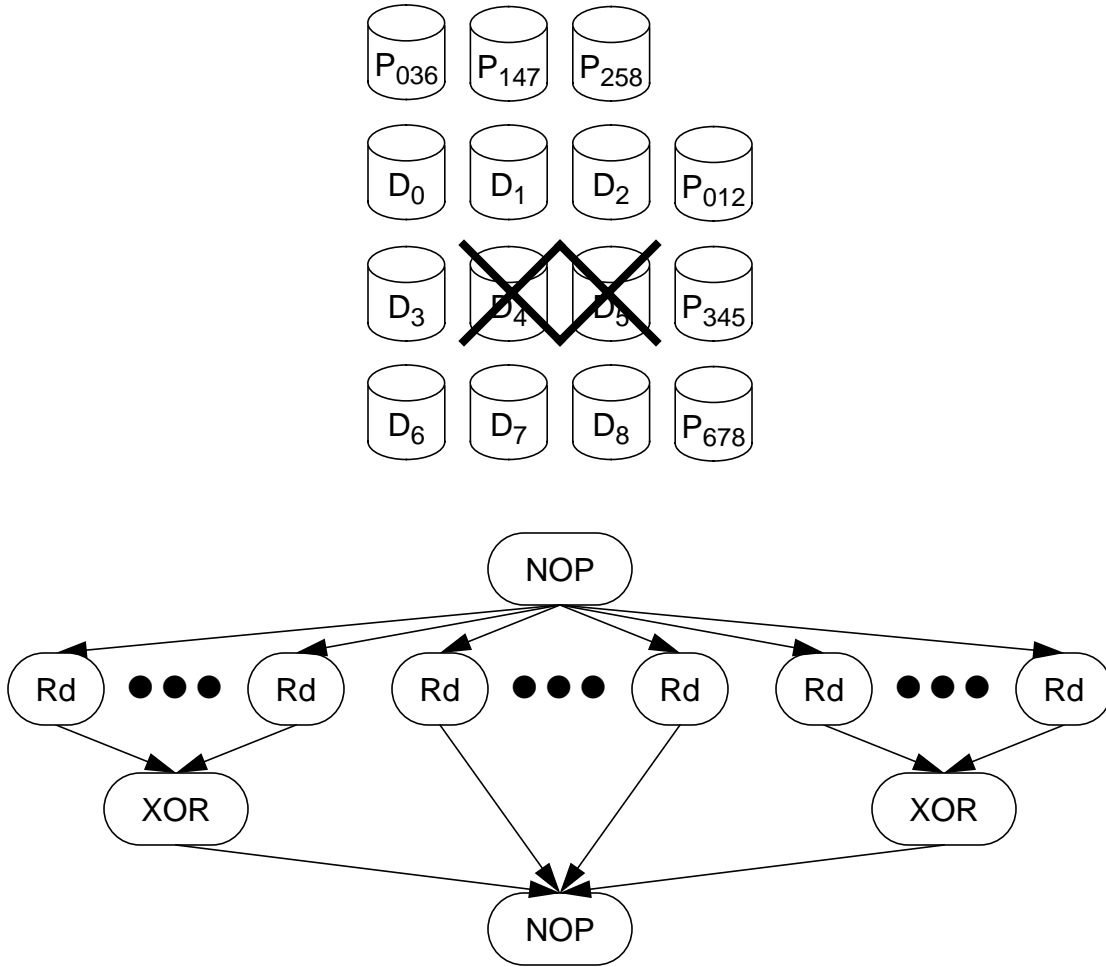 P036 P147 P258
D0 D1 D2 P012
D3 D4 D5 P345
D6 D7 D8 P678
NOP
Rd Rd Rd Rd Rd Rd
XOR XOR
NOP